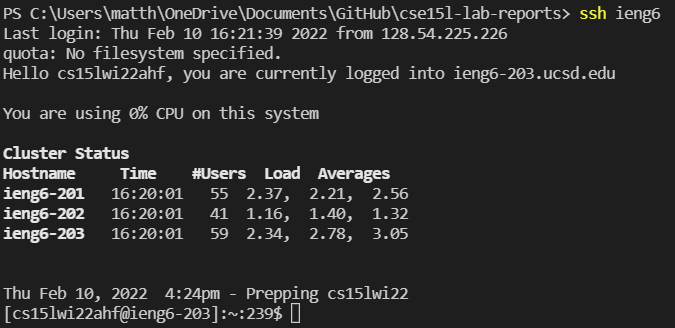 PS C:\Users\matth\OneDrive\Documents\GitHub\cse15l-lab-reports> ssh ieng6
Last login: Thu Feb 10 16:21:39 2022 from 128.54.225.226
quota: No filesystem specified.
Hello cs15lwi22ahf, you are currently logged into ieng6-203.ucsd.edu
You are using 0% CPU on this system
Cluster Status
Hostname     Time    #Users  Load  Averages
ieng6-201   16:20:01   55  2.37,  2.21,  2.56
ieng6-202   16:20:01   41  1.16,  1.40,  1.32
ieng6-203   16:20:01   59  2.34,  2.78,  3.05
Thu Feb 10, 2022  4:24pm - Prepping cs15lwi22
[cs15lwi22ahf@ieng6-203]:~:239$